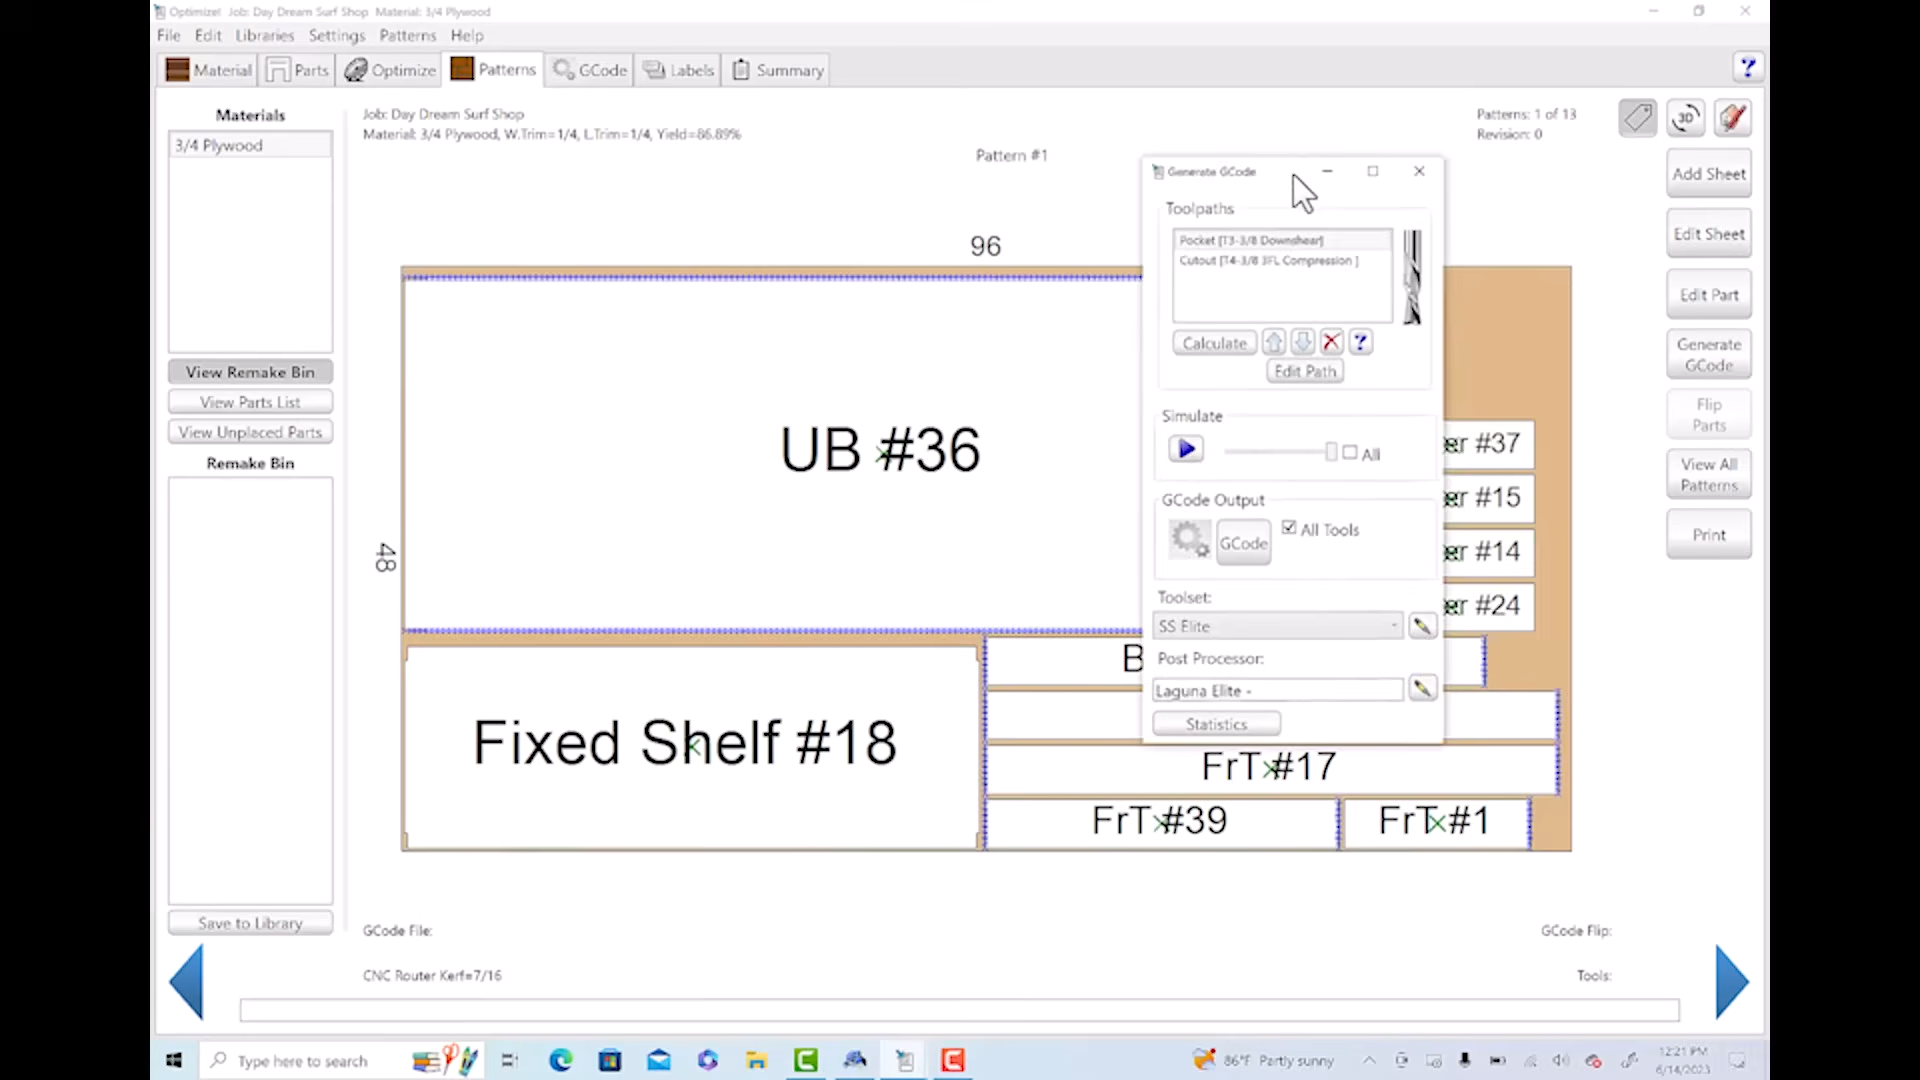 Optimize! Job: Day Dream Surf Shop Material: 3/4 Plywood
File Edit Libraries Settings Patterns Help
Material Parts Optimize Patterns GCode Labels Summary ?
Materials
3/4 Plywood
View Remake Bin
View Parts List
View Unplaced Parts
Remake Bin
Save to Library
Job: Day Dream Surf Shop
Material: 3/4 Plywood, W.Trim=1/4, L.Trim=1/4, Yield=86.89%
Pattern #1
Patterns: 1 of 13
Revision: 0
3D
96
48
UB #36
Fixed Shelf #18
FrT #17
FrT #39
FrT #1
er #37
er #15
er #14
er #24
B
Generate GCode
Toolpaths
Pocket [T3-3/8 Downshear]
Cutout [T4-3/8 3FL Compression ]
Calculate ?
Edit Path
Simulate
All
GCode Output
GCode
All Tools
Toolset:
SS Elite
Post Processor:
Laguna Elite -
Statistics
Add Sheet
Edit Sheet
Edit Part
Generate
GCode
Flip
Parts
View All
Patterns
Print
GCode File:
GCode Flip:
CNC Router Kerf=7/16
Tools:
Type here to search
86°F Partly sunny
12:21 PM
6/14/2023